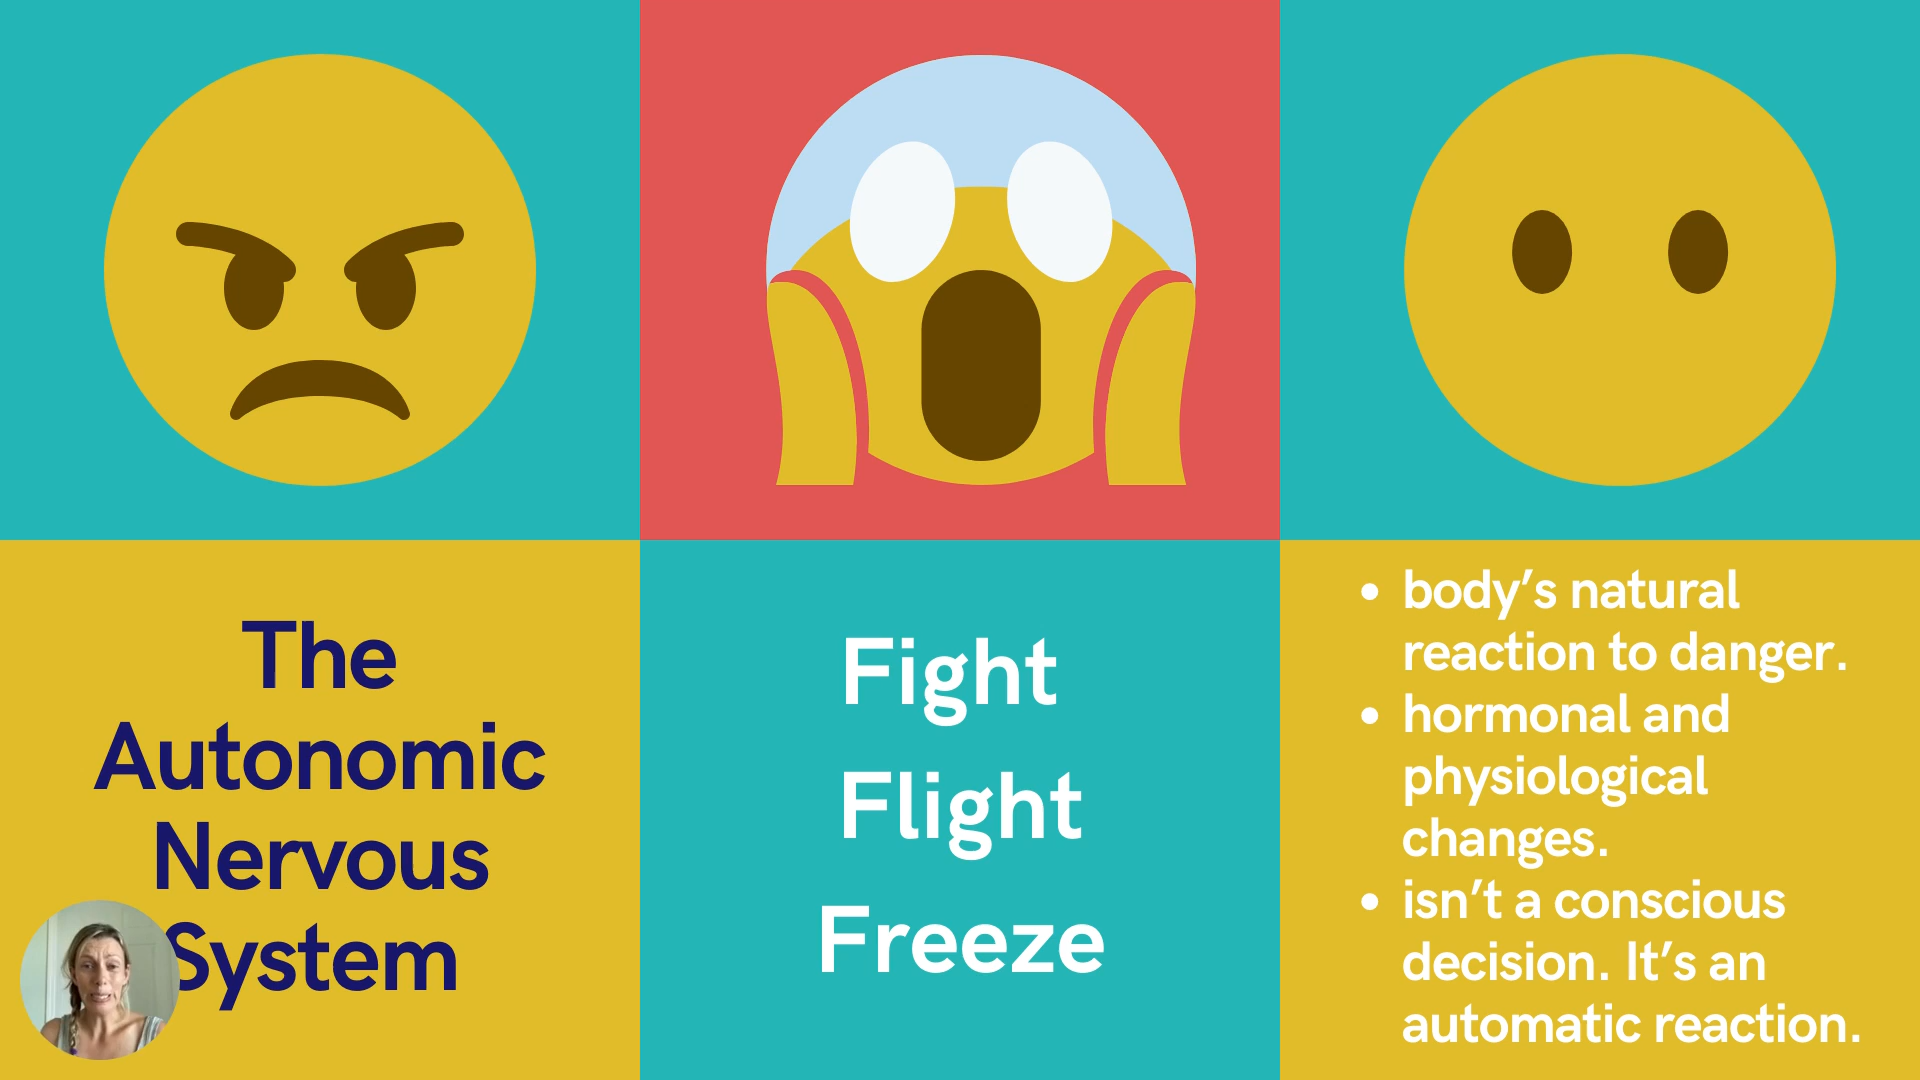 The
Autonomic
Nervous
System
Fight
Flight
Freeze
• body’s natural
reaction to danger.
• hormonal and
physiological
changes.
• isn’t a conscious
decision. It’s an
automatic reaction.